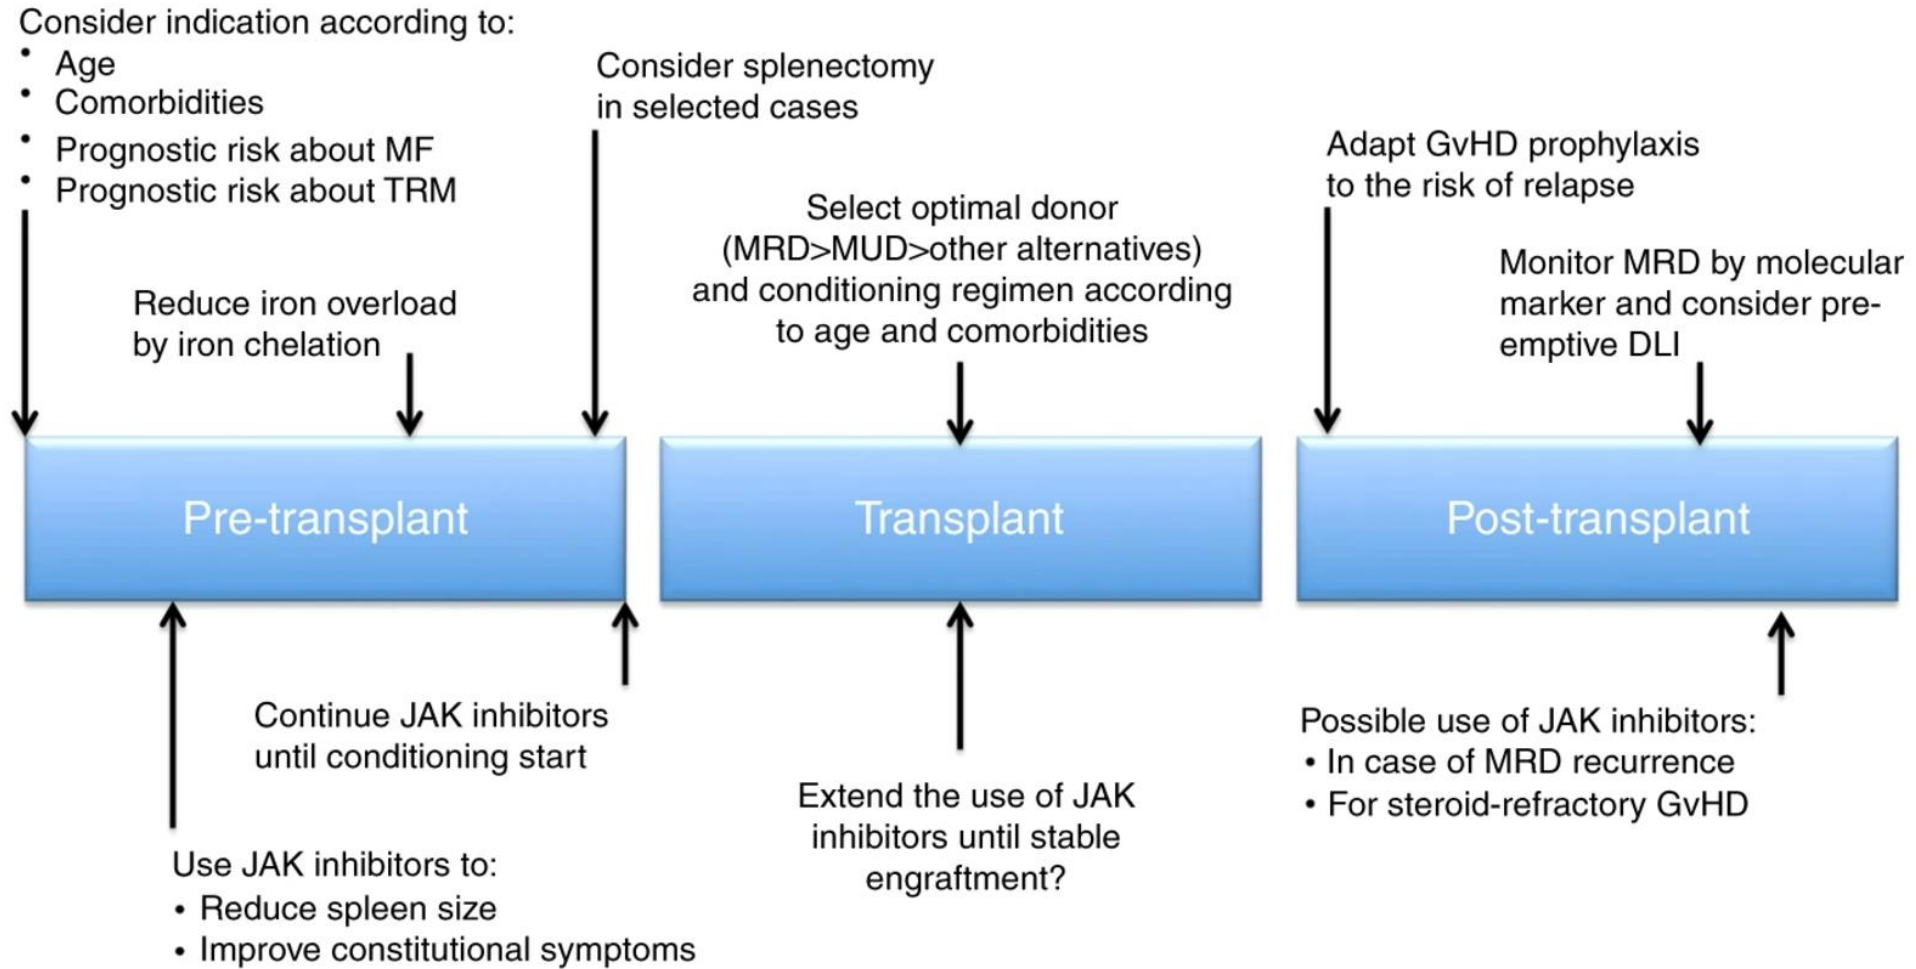 Consider indication according to:
• Age
• Comorbidities
• Prognostic risk about MF
• Prognostic risk about TRM
Reduce iron overload
by iron chelation
Consider splenectomy
in selected cases
Select optimal donor
(MRD>MUD>other alternatives)
and conditioning regimen according
to age and comorbidities
Adapt GvHD prophylaxis
to the risk of relapse
Monitor MRD by molecular
marker and consider pre-
emptive DLI
Pre-transplant
Transplant
Post-transplant
Continue JAK inhibitors
until conditioning start
Use JAK inhibitors to:
• Reduce spleen size
• Improve constitutional symptoms
Extend the use of JAK
inhibitors until stable
engraftment?
Possible use of JAK inhibitors:
• In case of MRD recurrence
• For steroid-refractory GvHD